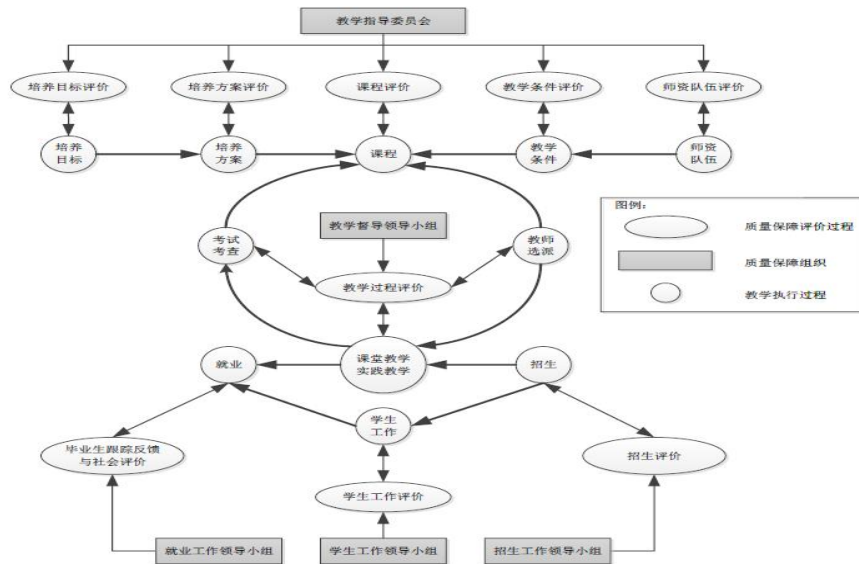 教学指导委员会
培养目标评价
培养方案评价
课程评价
教学条件评价
师资队伍评价
培养
目标
培养
方案
课程
教学
条件
师资
队伍
图例：
质量保障评价过程
质量保障组织
教学执行过程
教学督导领导小组
考试
考查
教师
选派
教学过程评价
课堂教学
实践教学
就业
招生
学生
工作
毕业生跟踪反馈
与社会评价
招生评价
学生工作评价
就业工作领导小组
学生工作领导小组
招生工作领导小组